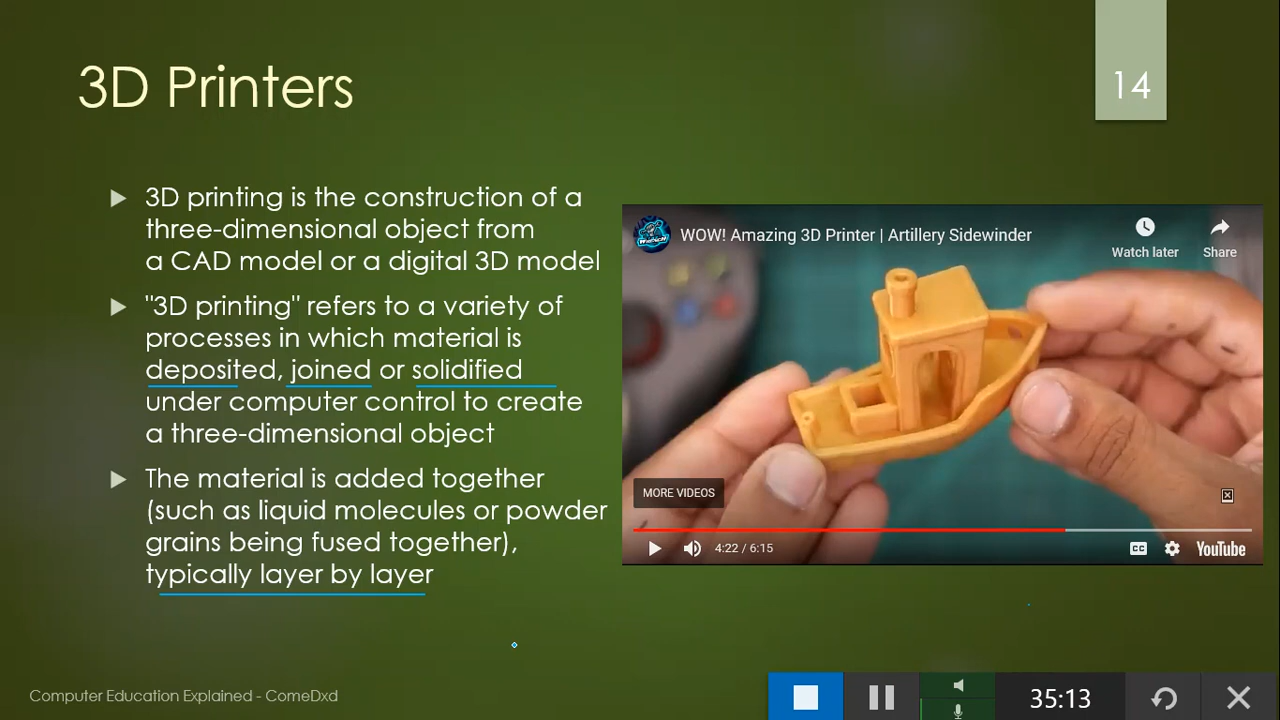 3D Printers
14
3D printing is the construction of a
three-dimensional object from
a CAD model or a digital 3D model
"3D printing" refers to a variety of
processes in which material is
deposited, joined or solidified
under computer control to create
a three-dimensional object
The material is added together
(such as liquid molecules or powder
grains being fused together),
typically layer by layer
WOW! Amazing 3D Printer | Artillery Sidewinder
Watch later
Share
MORE VIDEOS
4:22 / 6:15
CC
YouTube
Computer Education Explained - ComeDxd
35:13